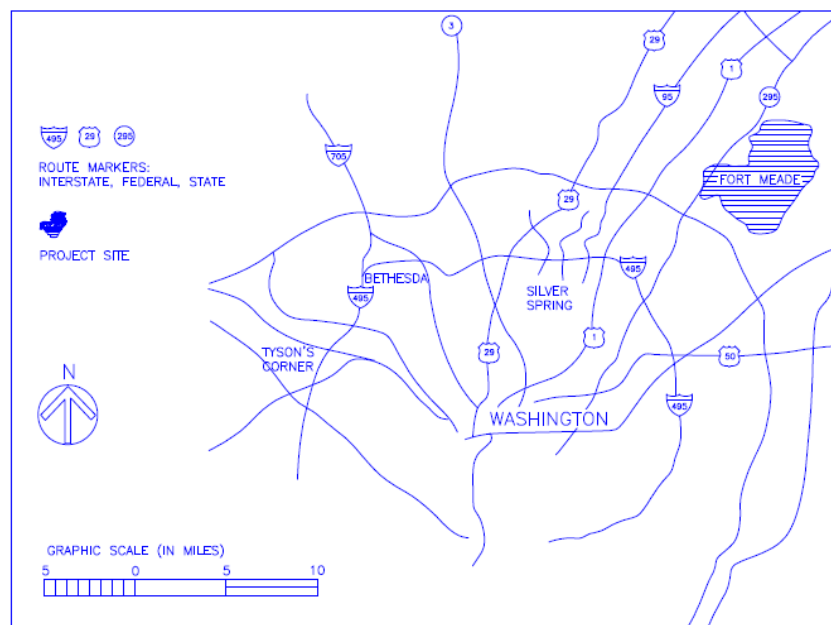 3
29
1
95
295
495 29 295
ROUTE MARKERS:
INTERSTATE, FEDERAL, STATE
705
FORT MEADE
29
PROJECT SITE
BETHESDA
495
495
SILVER
SPRING
TYSON'S
CORNER
29
1
50
N
495
WASHINGTON
GRAPHIC SCALE (IN MILES)
5 0 5 10